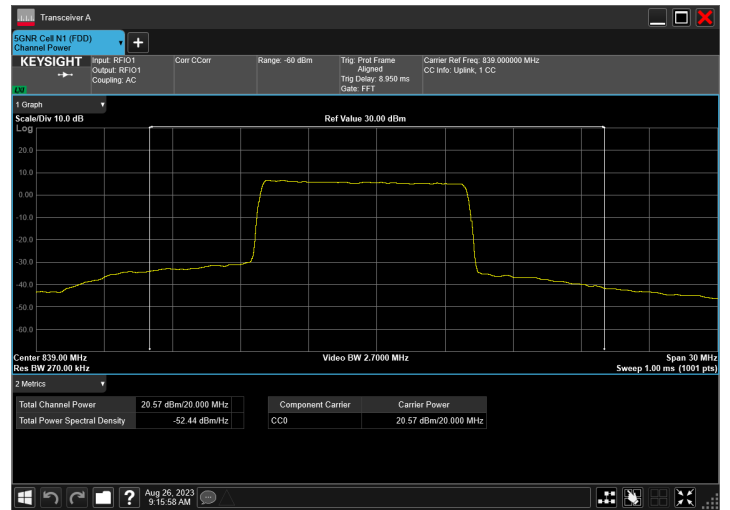 Transceiver A
5GNR Cell N1 (FDD)
Channel Power
KEYSIGHT
Input: RFIO1
Output: RFIO1
Coupling: AC
Corr CCorr
Range: -60 dBm
Trig: Prot Frame
Aligned
Trig Delay: 8.950 ms
Gate: FFT
Carrier Ref Freq: 839.000000 MHz
CC Info: Uplink, 1 CC
1 Graph
Scale/Div 10.0 dB
Ref Value 30.00 dBm
Log
20.0
10.0
0.00
-10.0
-20.0
-30.0
-40.0
-50.0
-60.0
Center 839.00 MHz
Video BW 2.7000 MHz
Span 30 MHz
Res BW 270.00 kHz
Sweep 1.00 ms (1001 pts)
2 Metrics
Total Channel Power 20.57 dBm/20.000 MHz
Total Power Spectral Density -52.44 dBm/Hz
Component Carrier Carrier Power
CC0 20.57 dBm/20.000 MHz
?
Aug 26, 2023
9:15:58 AM